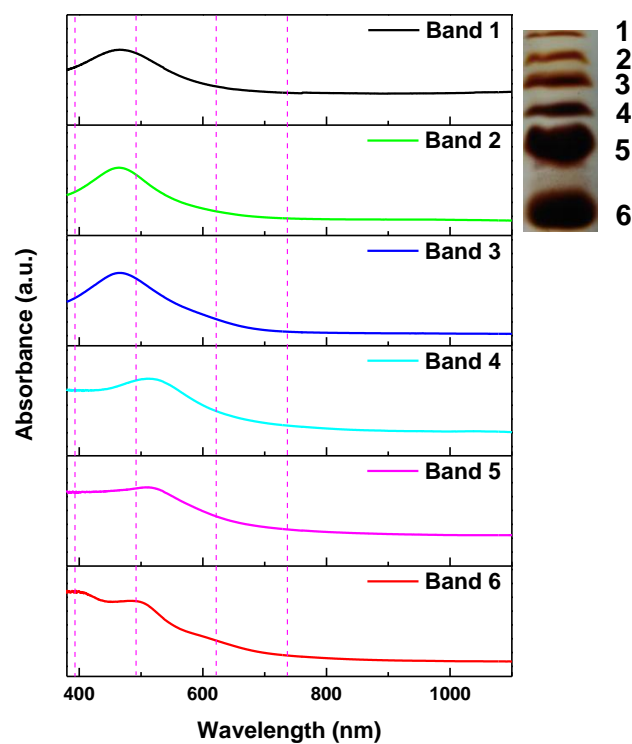 Band 1
Band 2
Band 3
Band 4
Band 5
Band 6
Absorbance (a.u.)
400 600 800 1000
Wavelength (nm)
1
2
3
4
5
6